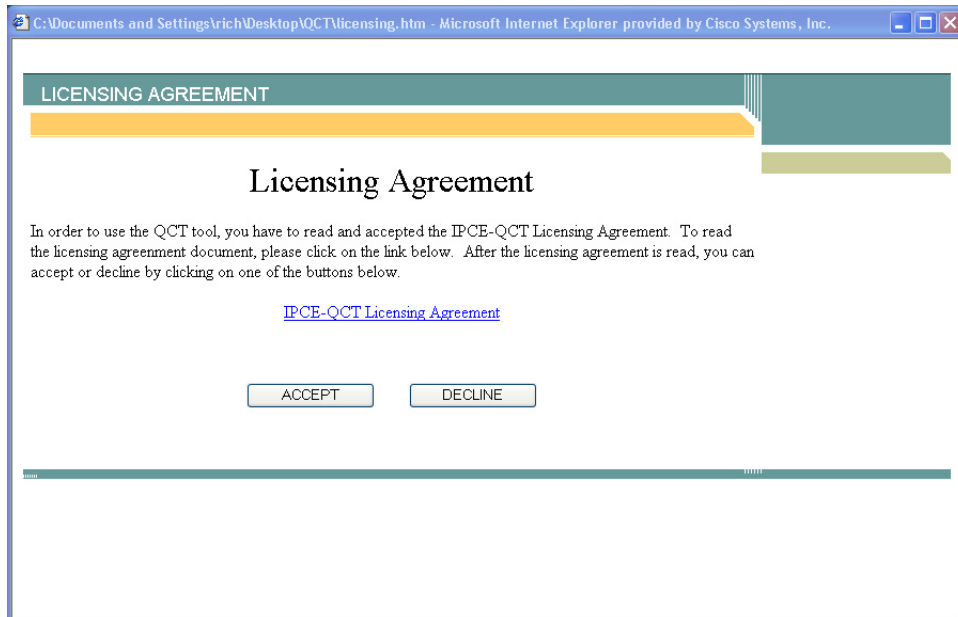 C:\Documents and Settings\rich\Desktop\QCT\licensing.htm - Microsoft Internet Explorer provided by Cisco Systems, Inc.
LICENSING AGREEMENT
Licensing Agreement
In order to use the QCT tool, you have to read and accepted the IPCE-QCT Licensing Agreement. To read
the licensing agreenment document, please click on the link below. After the licensing agreement is read, you can
accept or decline by clicking on one of the buttons below.
IPCE-QCT Licensing Agreement
ACCEPT DECLINE